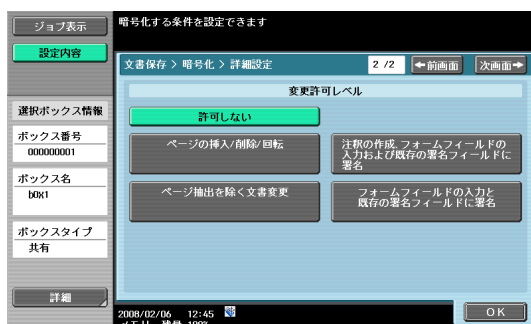 ジョブ表示
暗号化する条件を設定できます
設定内容
文書保存 > 暗号化 > 詳細設定
2 /2
←前画面
次画面→
変更許可レベル
選択ボックス情報
許可しない
ボックス番号
000000001
ページの挿入/削除/回転
注釈の作成、フォームフィールドの
入力および既存の署名フィールドに
署名
ボックス名
box1
ページ抽出を除く文書変更
フォームフィールドの入力と
既存の署名フィールドに署名
ボックスタイプ
共有
詳細
OK
2008/02/06 12:45
メモリー残量 100%